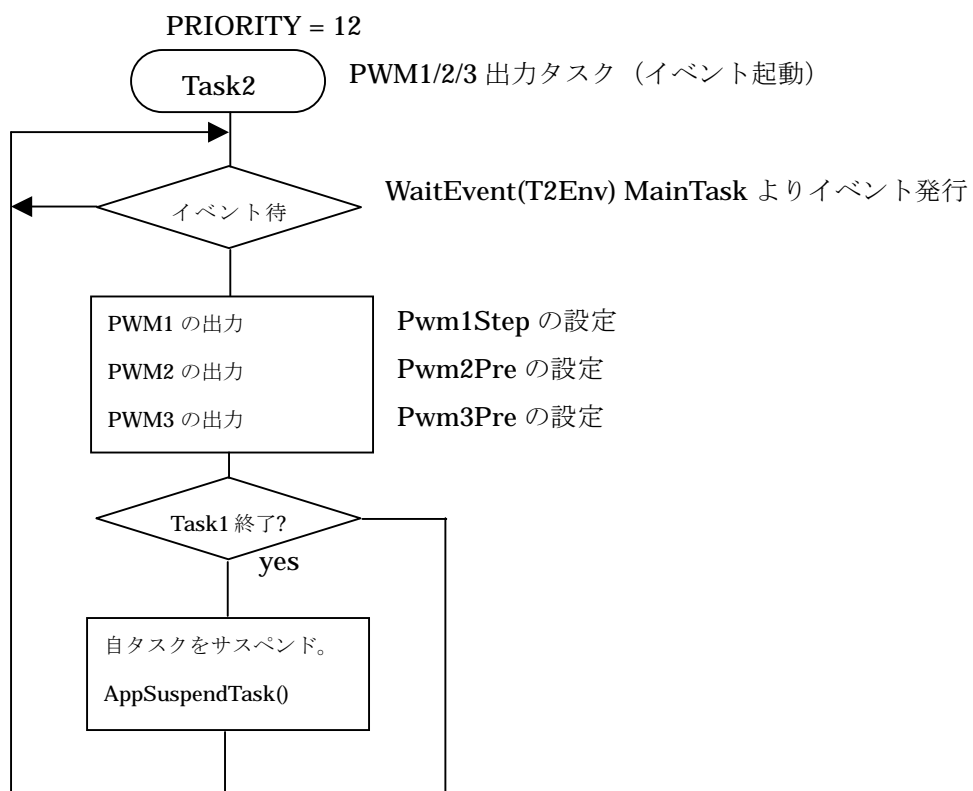 PRIORITY = 12
Task2
PWM1/2/3 出力タスク（イベント起動）
イベント待
WaitEvent(T2Env) MainTask よりイベント発行
PWM1 の出力
Pwm1Step の設定
PWM2 の出力
Pwm2Pre の設定
PWM3 の出力
Pwm3Pre の設定
Task1 終了?
yes
自タスクをサスペンド。
AppSuspendTask()